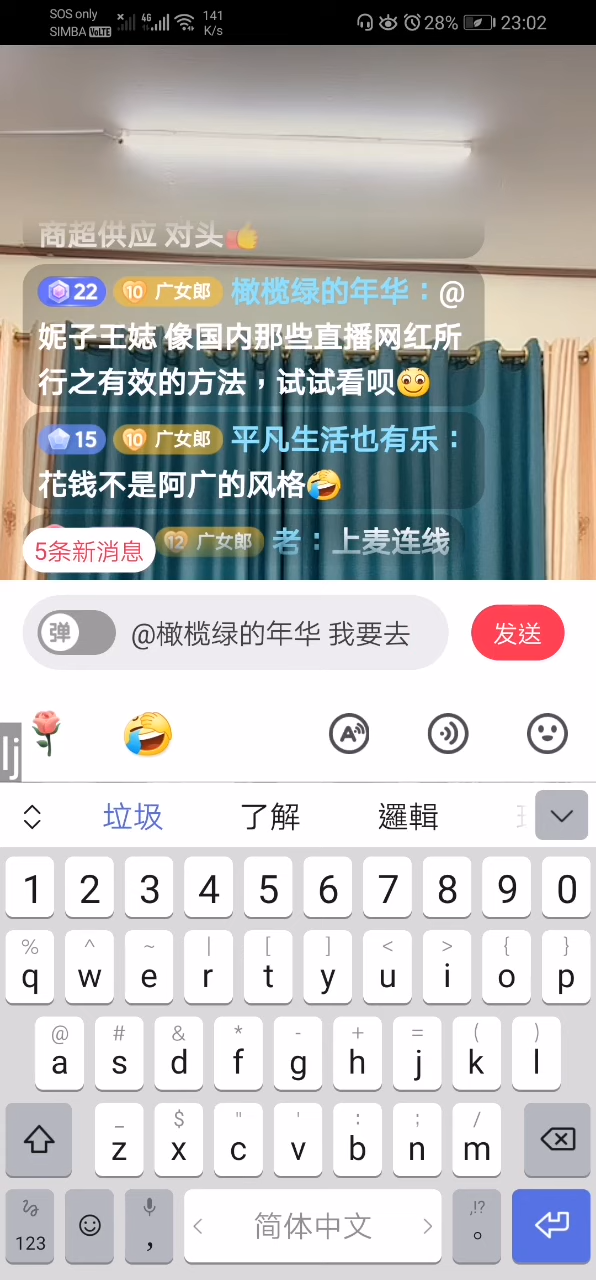 SOS only
SIMBA VoLTE
4G
141
K/s
28%
23:02
商超供应 对头👍
22 10 广女郎 橄榄绿的年华：@
妮子王娡 像国内那些直播网红所
行之有效的方法，试试看呗
15 10 广女郎 平凡生活也有乐：
花钱不是阿广的风格🤣
5条新消息
12 广女郎 老：上麦连线
弹 @橄榄绿的年华 我要去
发送
lj
垃圾 了解 邏輯
1 2 3 4 5 6 7 8 9 0
% ^ ~ | [ ] < > { }
q w e r t y u i o p
@ # & * - + = ( )
a s d f g h j k l
_ $ " ' : ; /
z x c v b n m
123 , 简体中文 ,!? 。